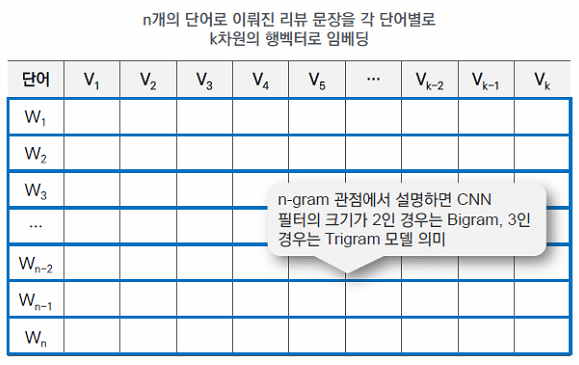 n개의 단어로 이뤄진 리뷰 문장을 각 단어별로
k차원의 행벡터로 임베딩
단어 V1 V2 V3 V4 V5 ... Vk-2 Vk-1 Vk
W1
W2
W3
...
Wn-2
Wn-1
Wn
n-gram 관점에서 설명하면 CNN
필터의 크기가 2인 경우는 Bigram, 3인
경우는 Trigram 모델 의미